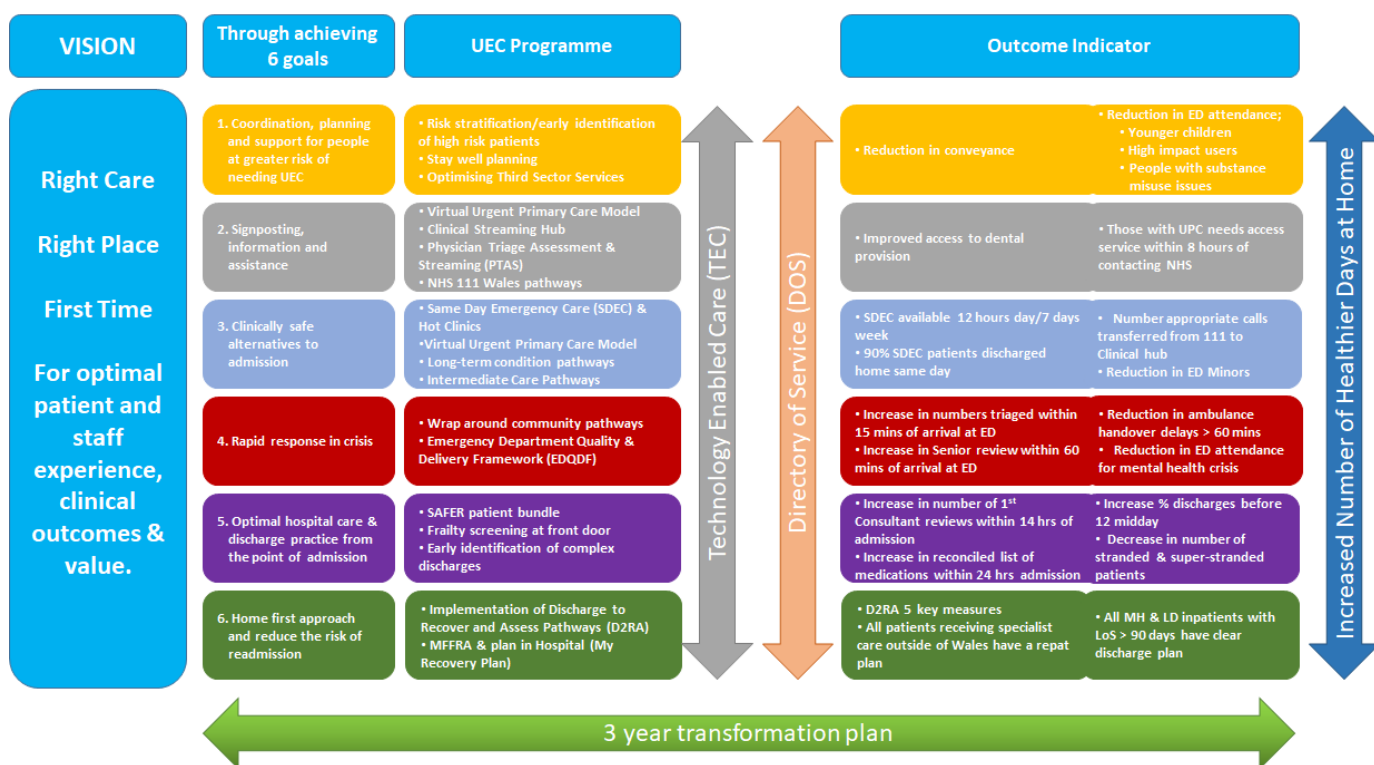 VISION
Through achieving
6 goals
UEC Programme
Outcome Indicator
Right Care
Right Place
First Time
For optimal
patient and
staff
experience,
clinical
outcomes &
value.
1. Coordination, planning
and support for people
at greater risk of
needing UEC
• Risk stratification/early identification
of high risk patients
• Stay well planning
• Optimising Third Sector Services
• Reduction in conveyance
• Reduction in ED attendance;
• Younger children
• High impact users
• People with substance
misuse issues
2. Signposting,
information and
assistance
• Virtual Urgent Primary Care Model
• Clinical Streaming Hub
• Physician Triage Assessment &
Streaming (PTAS)
• NHS 111 Wales pathways
• Improved access to dental
provision
• Those with UPC needs access
service within 8 hours of
contacting NHS
3. Clinically safe
alternatives to
admission
• Same Day Emergency Care (SDEC) &
Hot Clinics
•Virtual Urgent Primary Care Model
• Long-term condition pathways
• Intermediate Care Pathways
• SDEC available 12 hours day/7 days
week
• 90% SDEC patients discharged
home same day
• Number appropriate calls
transferred from 111 to
Clinical hub
• Reduction in ED Minors
4. Rapid response in crisis
• Wrap around community pathways
• Emergency Department Quality &
Delivery Framework (EDQDF)
• Increase in numbers triaged within
15 mins of arrival at ED
• Increase in Senior review within 60
mins of arrival at ED
• Reduction in ambulance
handover delays > 60 mins
• Reduction in ED attendance
for mental health crisis
5. Optimal hospital care &
discharge practice from
the point of admission
• SAFER patient bundle
• Frailty screening at front door
• Early identification of complex
discharges
• Increase in number of 1st
Consultant reviews within 14 hrs of
admission
• Increase in reconciled list of
medications within 24 hrs admission
• Increase % discharges before
12 midday
• Decrease in number of
stranded & super-stranded
patients
6. Home first approach
and reduce the risk of
readmission
• Implementation of Discharge to
Recover and Assess Pathways (D2RA)
• MFFRA & plan in Hospital (My
Recovery Plan)
• D2RA 5 key measures
• All patients receiving specialist
care outside of Wales have a repat
plan
• All MH & LD inpatients with
LoS > 90 days have clear
discharge plan
Technology Enabled Care (TEC)
Directory of Service (DOS)
Increased Number of Healthier Days at Home
3 year transformation plan